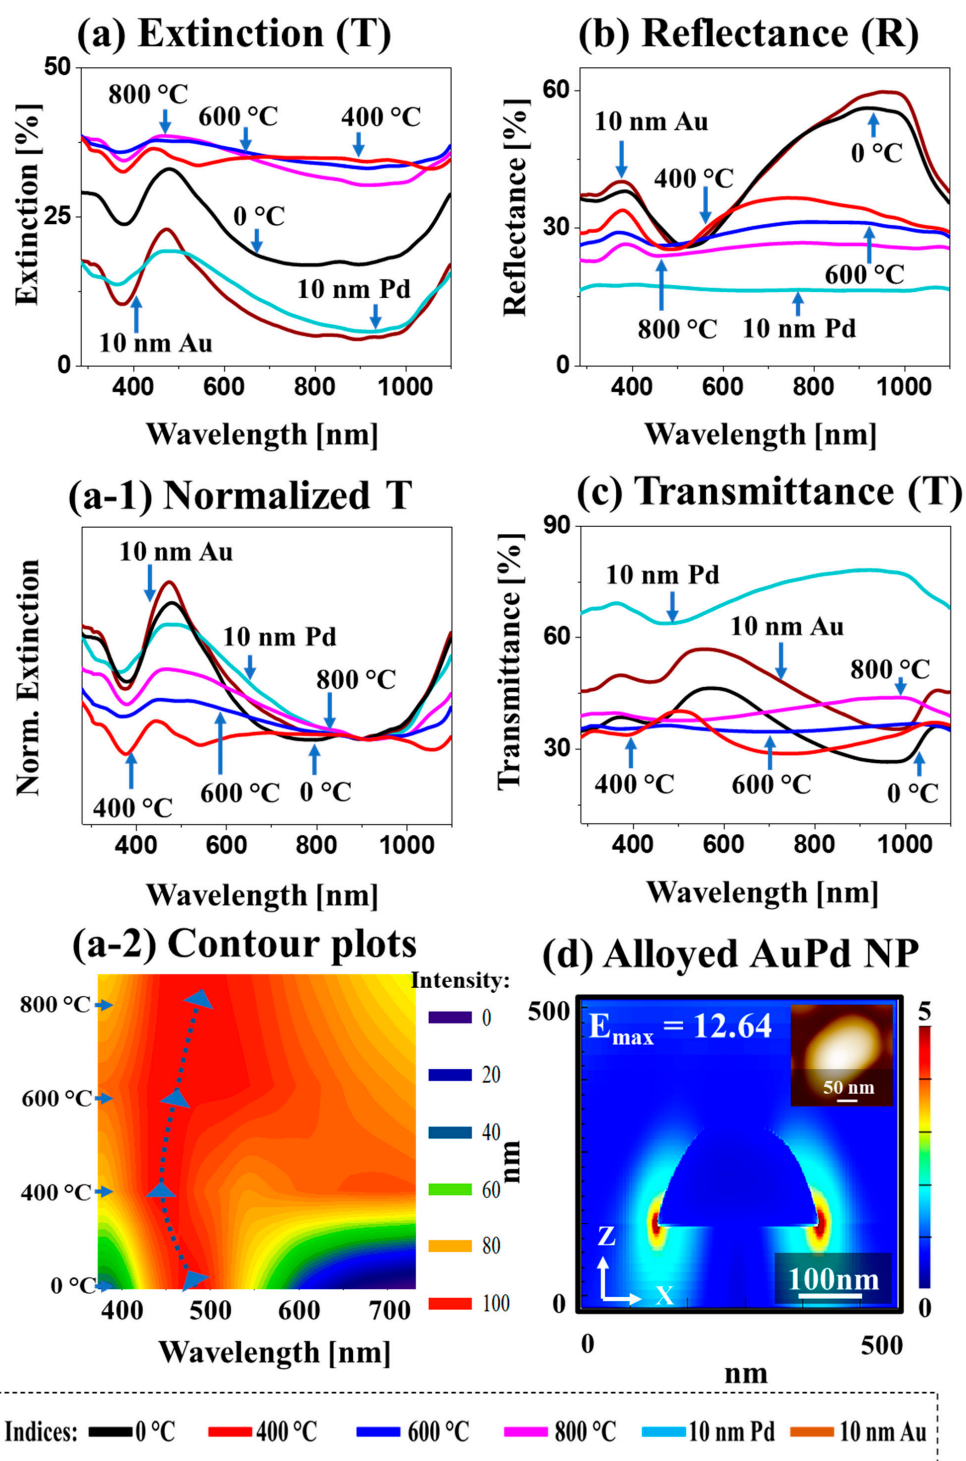 (a) Extinction (T)
50
25
0
Extinction [%]
800 °C
600 °C
400 °C
0 °C
10 nm Pd
10 nm Au
400 600 800 1000
Wavelength [nm]
(b) Reflectance (R)
60
30
0
Reflectance [%]
10 nm Au
400 °C
0 °C
600 °C
800 °C
10 nm Pd
400 600 800 1000
Wavelength [nm]
(a-1) Normalized T
Norm. Extinction
10 nm Au
10 nm Pd
800 °C
400 °C
600 °C
0 °C
400 600 800 1000
Wavelength [nm]
(c) Transmittance (T)
90
60
30
Transmittance [%]
10 nm Pd
10 nm Au
800 °C
400 °C
600 °C
0 °C
400 600 800 1000
Wavelength [nm]
(a-2) Contour plots
Intensity:
800 °C
600 °C
400 °C
0 °C
0
20
40
60
80
100
400 500 600 700
Wavelength [nm]
(d) Alloyed AuPd NP
500
0
nm
Emax = 12.64
50 nm
Z
X
100nm
5
0
0 500
nm
Indices: 0 °C 400 °C 600 °C 800 °C 10 nm Pd 10 nm Au